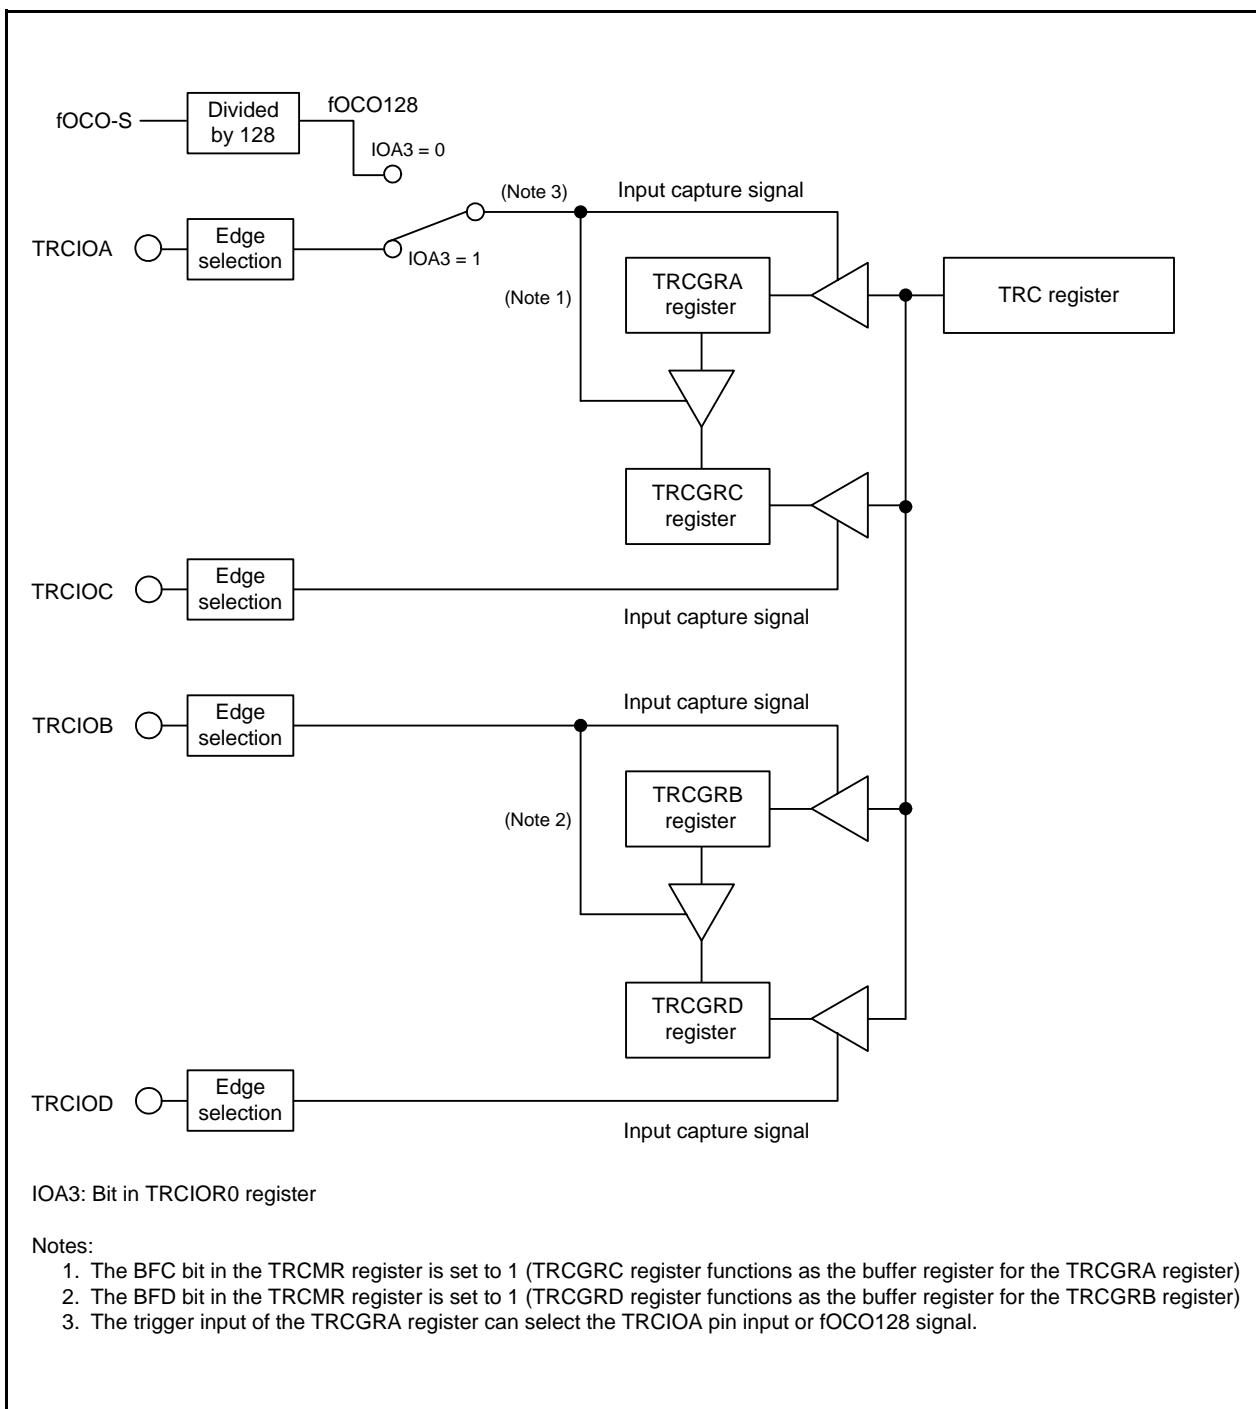 fOCO-S
Divided
by 128
fOCO128
IOA3 = 0
(Note 3)
Input capture signal
TRCIOA
Edge
selection
IOA3 = 1
(Note 1)
TRCGRA
register
TRC register
TRCGRC
register
TRCIOC
Edge
selection
Input capture signal
TRCIOB
Edge
selection
Input capture signal
(Note 2)
TRCGRB
register
TRCGRD
register
TRCIOD
Edge
selection
Input capture signal
IOA3: Bit in TRCIOR0 register
Notes:
1. The BFC bit in the TRCMR register is set to 1 (TRCGRC register functions as the buffer register for the TRCGRA register)
2. The BFD bit in the TRCMR register is set to 1 (TRCGRD register functions as the buffer register for the TRCGRB register)
3. The trigger input of the TRCGRA register can select the TRCIOA pin input or fOCO128 signal.